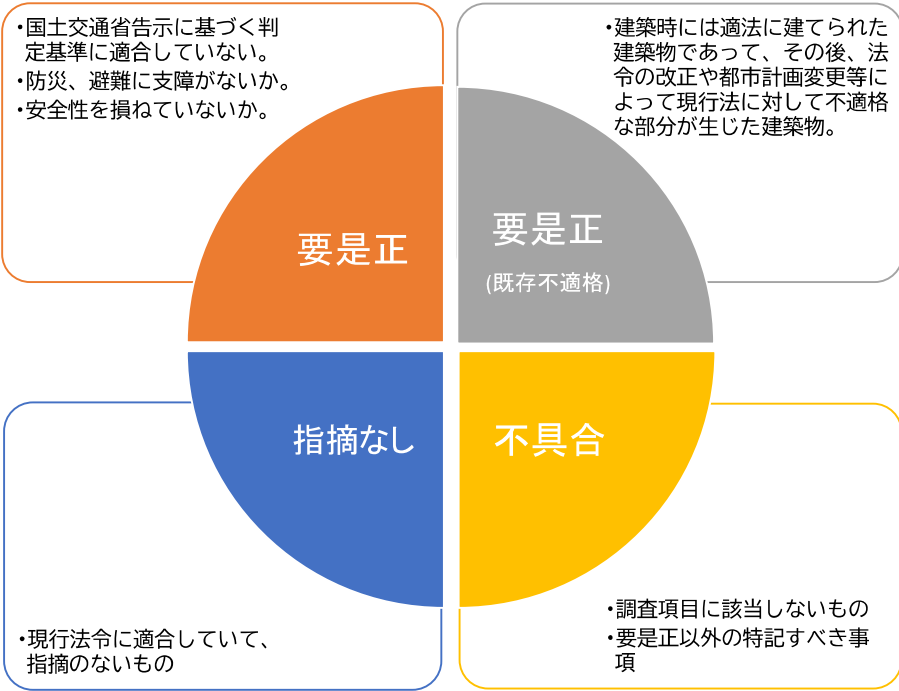 ・国土交通省告示に基づく判
定基準に適合していない。
・防災、避難に支障がないか。
・安全性を損ねていないか。
・建築時には適法に建てられた
建築物であって、その後、法
令の改正や都市計画変更等に
よって現行法に対して不適格
な部分が生じた建築物。
要是正
要是正
(既存不適格)
指摘なし
不具合
・現行法令に適合していて、
指摘のないもの
・調査項目に該当しないもの
・要是正以外の特記すべき事
項